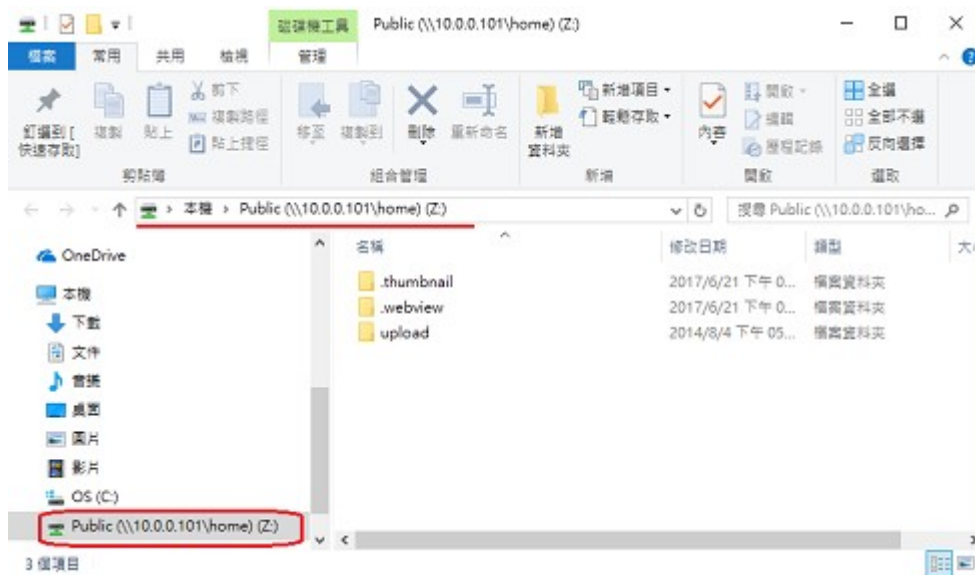 磁碟機工具 Public (\\10.0.0.101\home) (Z:)
檔案 常用 共用 檢視 管理
釘選到 [快速存取]
複製
貼上
剪下
複製路徑
貼上捷徑
剪貼簿
移至
複製到
刪除
重新命名
組合管理
新增資料夾
新增項目
輕鬆存取
新增
內容
開啟
編輯
歷程記錄
開啟
全選
全部不選
反向選擇
選取
本機 › Public (\\10.0.0.101\home) (Z:)
搜尋 Public (\\10.0.0.101\ho...
名稱 修改日期 類型
.thumbnail 2017/6/21 下午 0... 檔案資料夾
.webview 2017/6/21 下午 0... 檔案資料夾
upload 2014/8/4 下午 05... 檔案資料夾
OneDrive
本機
下載
文件
音樂
桌面
圖片
影片
OS (C:)
Public (\\10.0.0.101\home) (Z:)
3 個項目